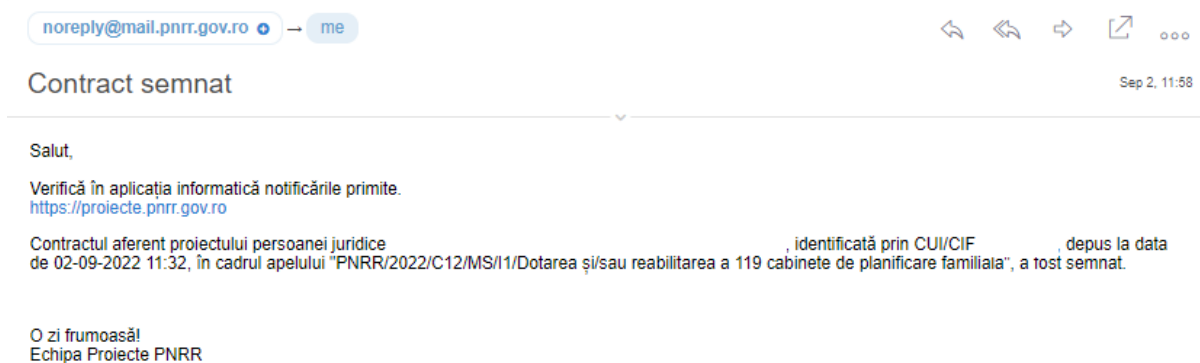 noreply@mail.pnrr.gov.ro → me
Contract semnat
Sep 2, 11:58
Salut,
Verifică în aplicația informatică notificările primite.
https://proiecte.pnrr.gov.ro
Contractul aferent proiectului persoanei juridice , identificată prin CUI/CIF , depus la data
de 02-09-2022 11:32, în cadrul apelului "PNRR/2022/C12/MS/I1/Dotarea și/sau reabilitarea a 119 cabinete de planificare familiala", a fost semnat.
O zi frumoasă!
Echipa Proiecte PNRR